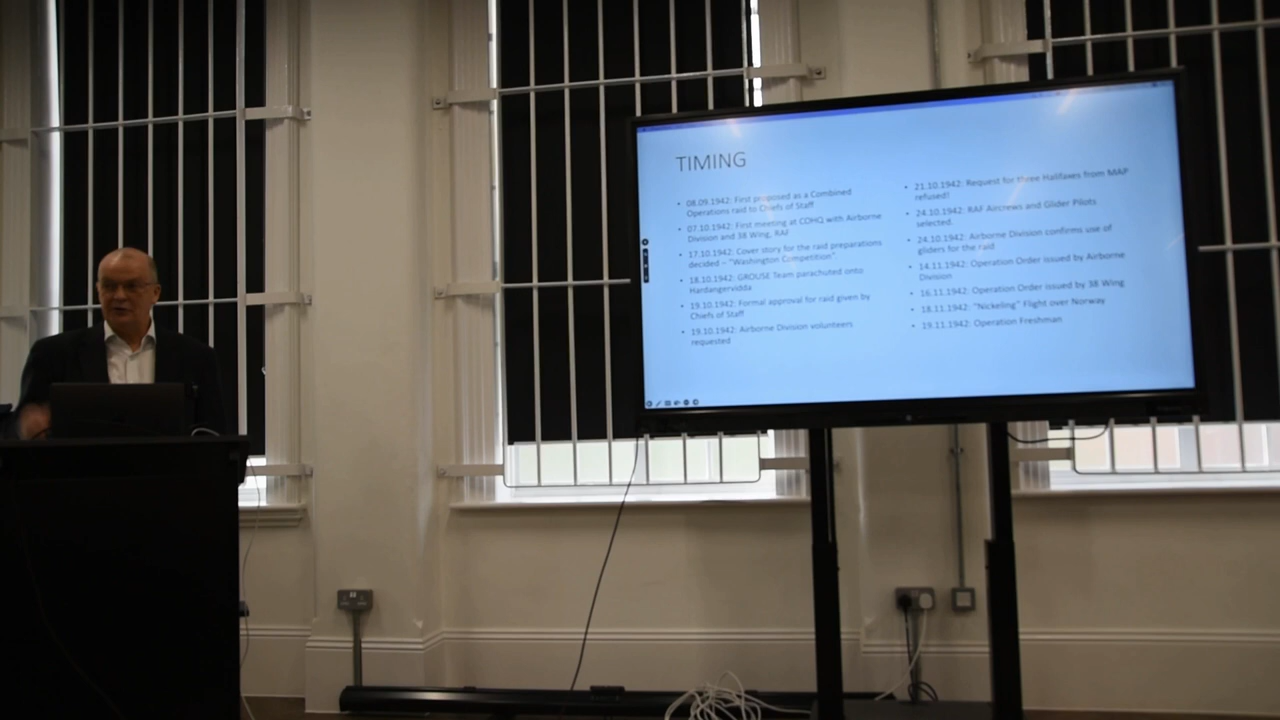 TIMING
• 08.09.1942: First proposed as a Combined
Operations raid to Chiefs of Staff
• 07.10.1942: First meeting at COHQ with Airborne
Division and 38 Wing, RAF
• 17.10.1942: Cover story for the raid preparations
decided – "Washington Competition".
• 18.10.1942: GROUSE Team parachuted onto
Hardangervidda
• 19.10.1942: Formal approval for raid given by
Chiefs of Staff
• 19.10.1942: Airborne Division volunteers
requested
• 21.10.1942: Request for three Halifaxes from MAP
refused!
• 24.10.1942: RAF Aircrews and Glider Pilots
selected.
• 24.10.1942: Airborne Division confirms use of
gliders for the raid
• 14.11.1942: Operation Order issued by Airborne
Division
• 16.11.1942: Operation Order issued by 38 Wing
• 18.11.1942: "Nickeling" Flight over Norway
• 19.11.1942: Operation Freshman